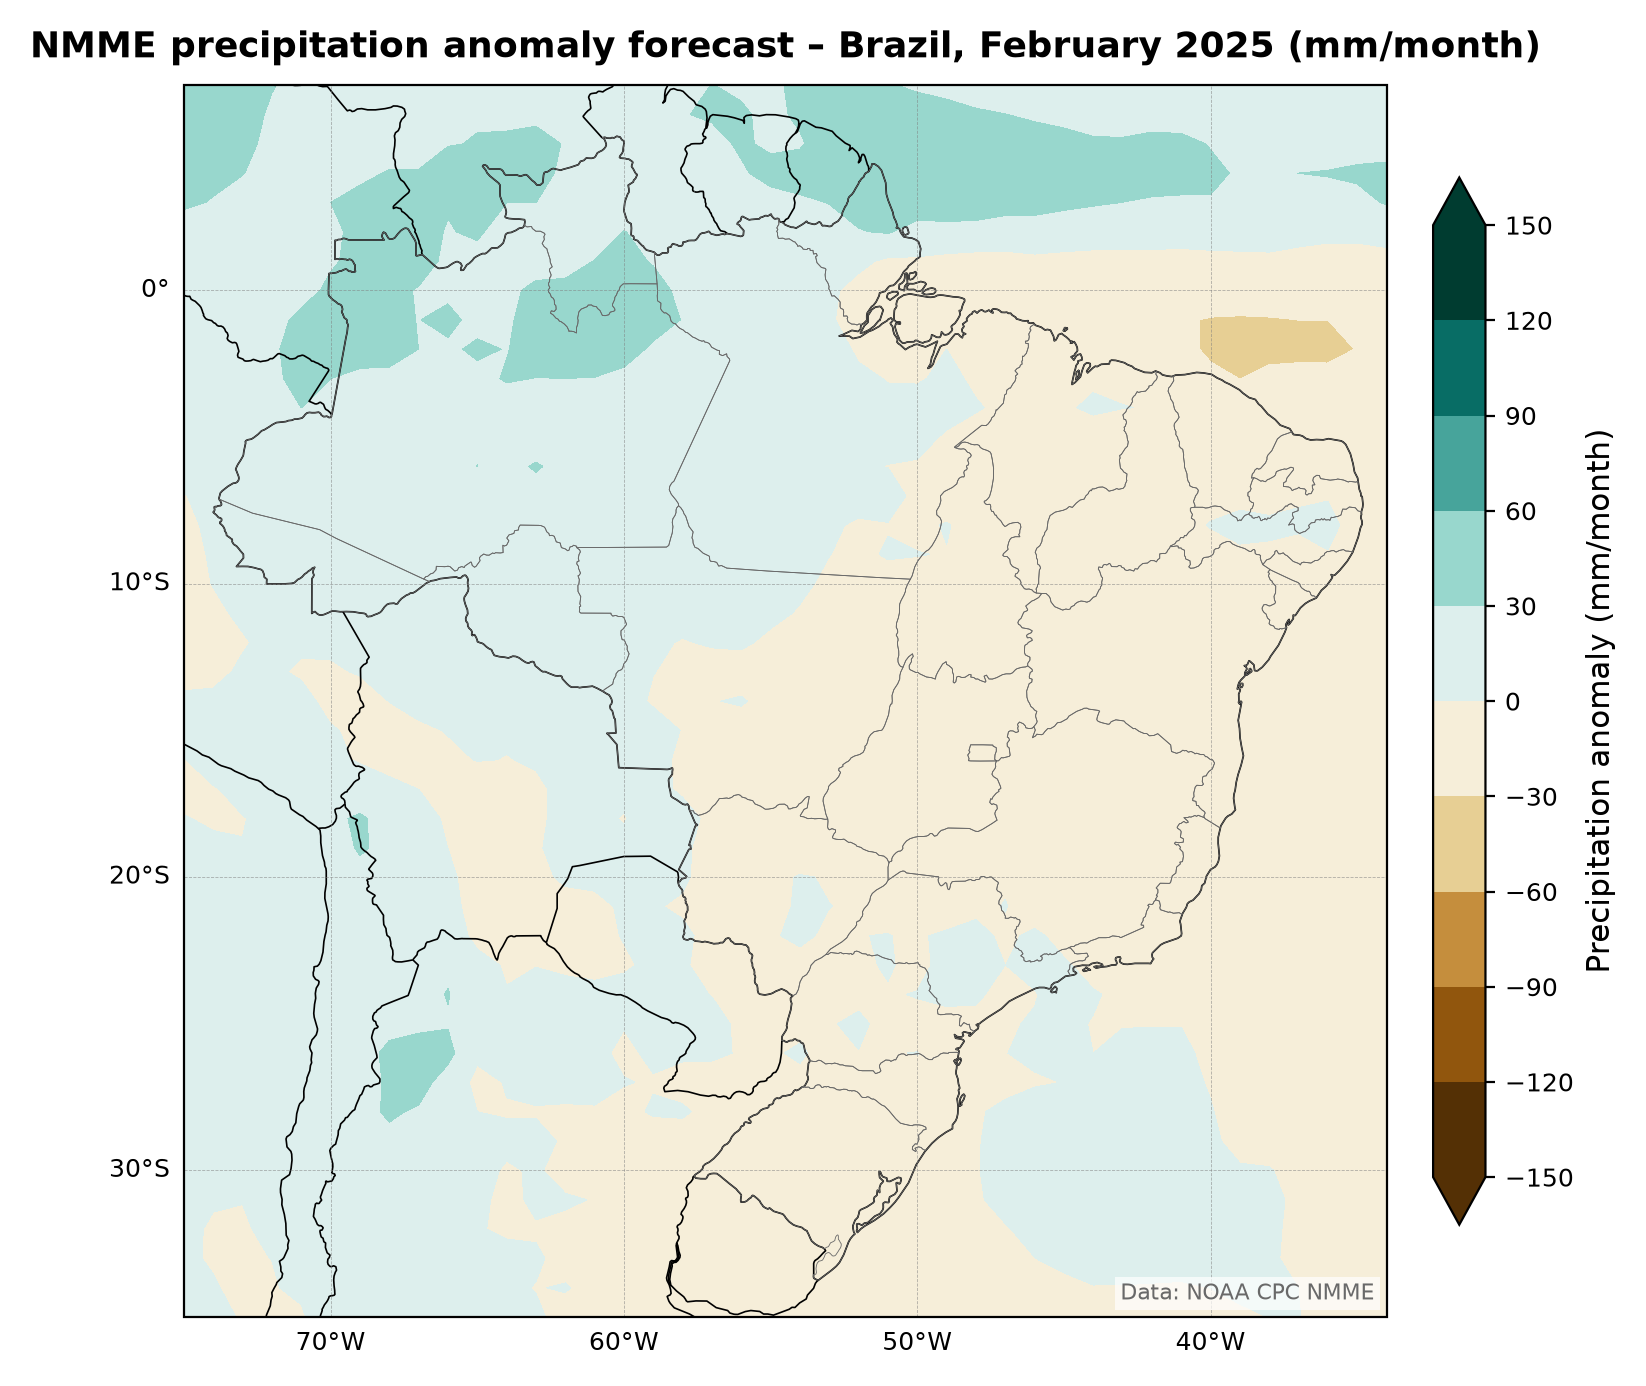 NMME precipitation anomaly forecast – Brazil, February 2025 (mm/month)
0°
10°S
20°S
30°S
70°W
60°W
50°W
40°W
150
120
90
60
30
0
−30
−60
−90
−120
−150
Precipitation anomaly (mm/month)
Data: NOAA CPC NMME